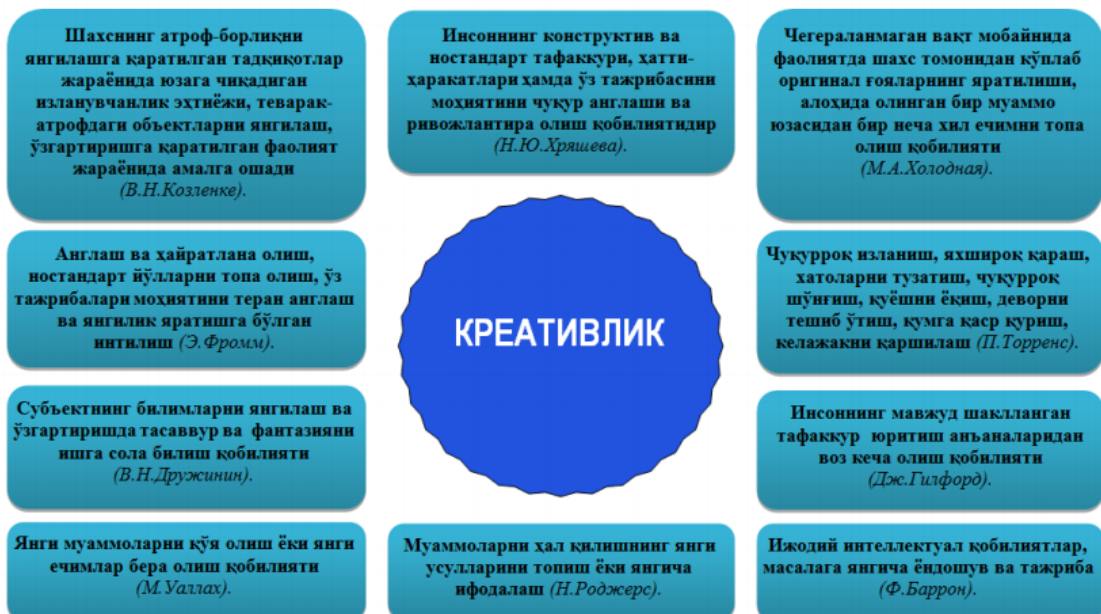 Шахснинг атроф-борлиқни
янгилашга қаратилган тадқиқотлар
жараёнида юзага чиқадиган
изланувчанлик эҳтиёжи, теварак-
атрофдаги объектларни янгилаш,
ўзгартиришга қаратилган фаолият
жараёнида амалга ошади
(В.Н.Козленке).
Инсоннинг конструктив ва
ностандарт тафаккури, ҳатти-
ҳаракатлари ҳамда ўз тажрибасини
моҳиятини чуқур англаши ва
ривожлантира олиш қобилиятидир
(Н.Ю.Хряшева).
Чегераланмаган вақт мобайнида
фаолиятда шахс томонидан кўплаб
оригинал ғояларнинг яратилиши,
алоҳида олинган бир муаммо
юзасидан бир неча хил ечимни топа
олиш қобилияти
(М.А.Холодная).
Англаш ва ҳайратлана олиш,
ностандарт йўлларни топа олиш, ўз
тажрибалари моҳиятини теран англаш
ва янгилик яратишга бўлган
интилиш (Э.Фромм).
КРЕАТИВЛИК
Чуқурроқ изланиш, яхшироқ қараш,
хатоларни тузатиш, чуқурроқ
шўнғиш, қуёшни ёқиш, деворни
тешиб ўтиш, қумга қаср қуриш,
келажакни қаршилаш (П.Торренс).
Субъектнинг билимларни янгилаш ва
ўзгартиришда тасаввур ва фантазияни
ишга сола билиш қобилияти
(В.Н.Дружинин).
Инсоннинг мавжуд шаклланган
тафаккур юритиш анъаналаридан
воз кеча олиш қобилияти
(Дж.Гилфорд).
Янги муаммоларни қўя олиш ёки янги
ечимлар бера олиш қобилияти
(М.Уаллах).
Муаммоларни ҳал қилишнинг янги
усулларини топиш ёки янгича
ифодалаш (Н.Роджерс).
Ижодий интеллектуал қобилиятлар,
масалага янгича ёндошув ва тажриба
(Ф.Баррон).